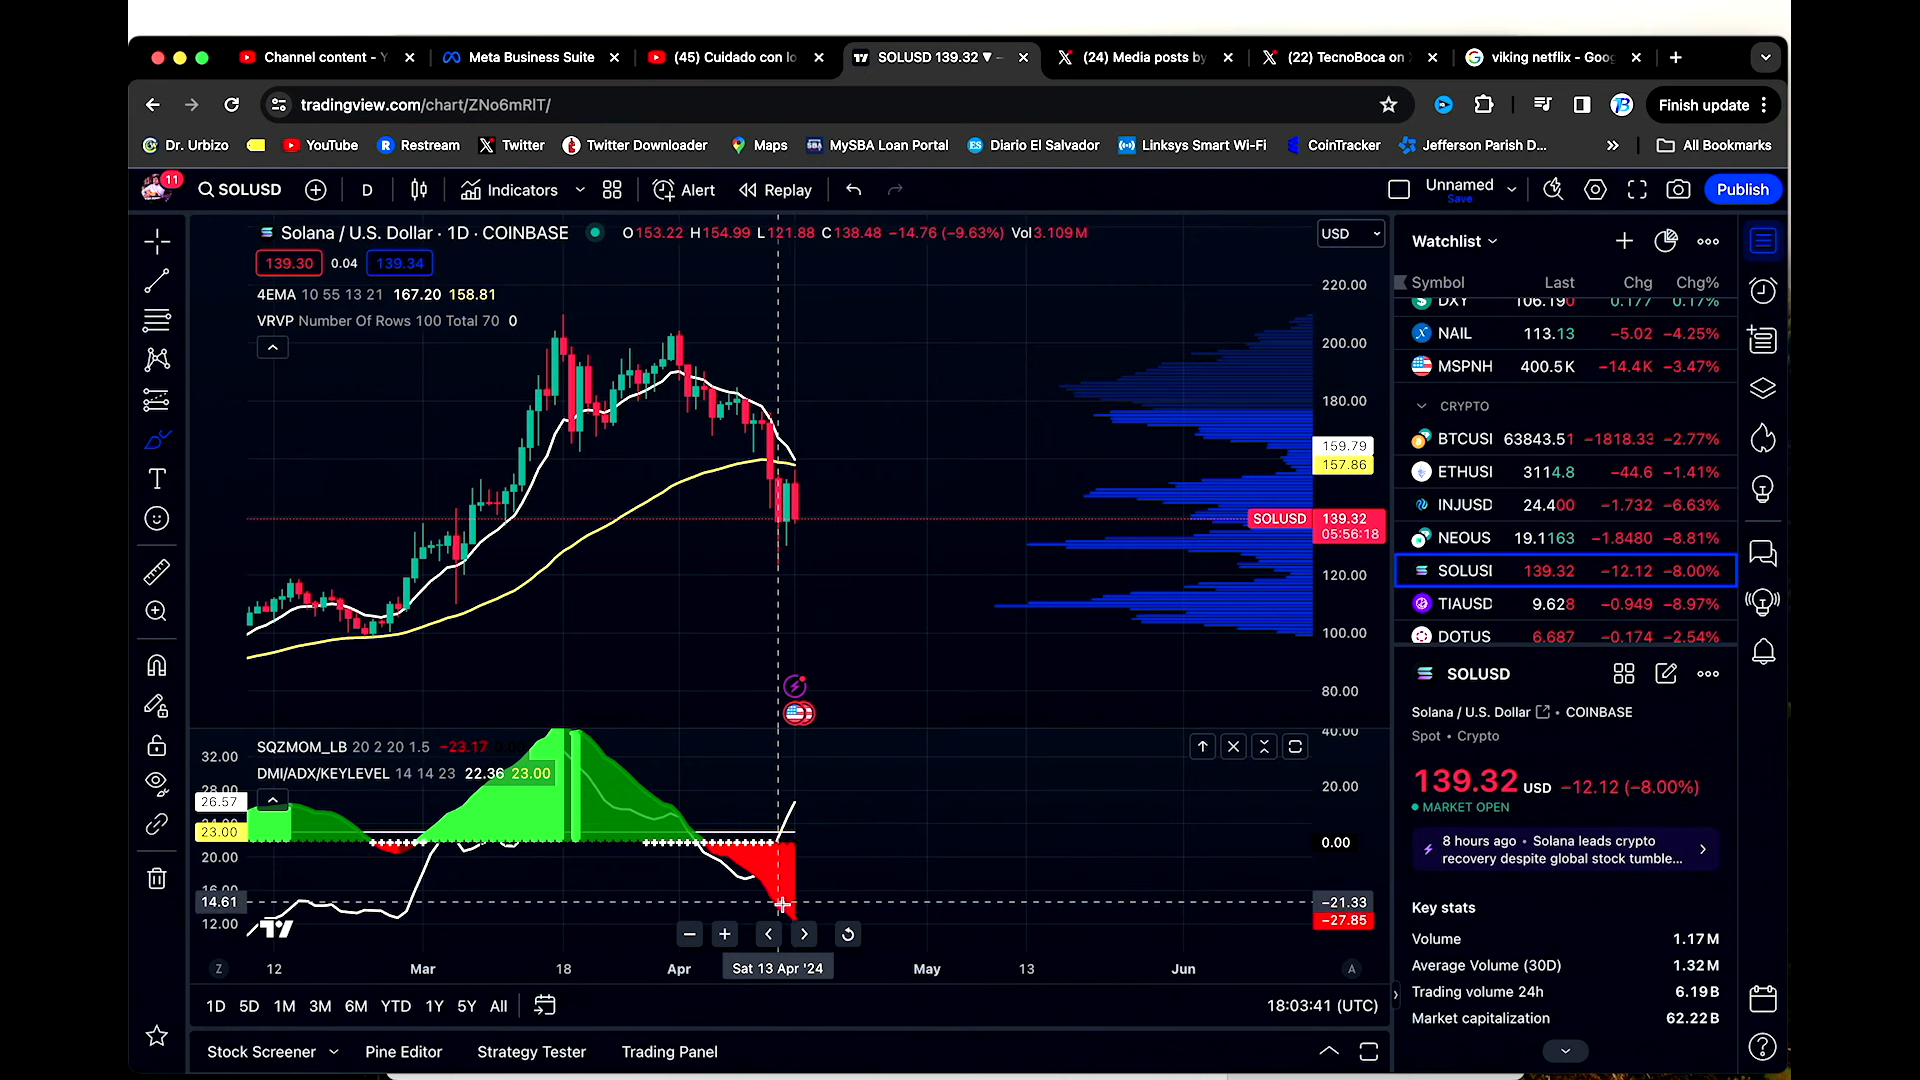 Channel content - Y
Meta Business Suite
(45) Cuidado con lo
SOLUSD 139.32 ▼ –
(24) Media posts by
(22) TecnoBoca on
viking netflix - Goog
tradingview.com/chart/ZNo6mRIT/
Finish update
Dr. Urbizo
YouTube
Restream
Twitter
Twitter Downloader
Maps
MySBA Loan Portal
Diario El Salvador
Linksys Smart Wi-Fi
CoinTracker
Jefferson Parish D...
All Bookmarks
11
SOLUSD
D
Indicators
Alert
Replay
Unnamed
Save
Publish
Solana / U.S. Dollar · 1D · COINBASE
O153.22 H154.99 L121.88 C138.48 −14.76 (−9.63%) Vol3.109M
USD
139.30 0.04 139.34
4EMA 10 55 13 21 167.20 158.81
VRVP Number Of Rows 100 Total 70 0
220.00
200.00
180.00
159.79
157.86
SOLUSD 139.32
05:56:18
120.00
100.00
80.00
SQZMOM_LB 20 2 20 1.5 −23.17 0.00
DMI/ADX/KEYLEVEL 14 14 23 22.36 23.00
32.00
28.00
26.57
24.00
23.00
20.00
16.00
14.61
12.00
40.00
20.00
0.00
−21.33
−27.85
Z
12
Mar
18
Apr
Sat 13 Apr '24
May
13
Jun
A
1D 5D 1M 3M 6M YTD 1Y 5Y All
18:03:41 (UTC)
Stock Screener
Pine Editor
Strategy Tester
Trading Panel
Watchlist
Symbol Last Chg Chg%
DXY 106.190 0.177 0.17%
NAIL 113.13 −5.02 −4.25%
MSPNH 400.5K −14.4K −3.47%
CRYPTO
BTCUSI 63843.51 −1818.33 −2.77%
ETHUSI 3114.8 −44.6 −1.41%
INJUSD 24.400 −1.732 −6.63%
NEOUS 19.1163 −1.8480 −8.81%
SOLUSI 139.32 −12.12 −8.00%
TIAUSD 9.628 −0.949 −8.97%
DOTUS 6.687 −0.174 −2.54%
SOLUSD
Solana / U.S. Dollar • COINBASE
Spot • Crypto
139.32 USD −12.12 (−8.00%)
MARKET OPEN
8 hours ago • Solana leads crypto
recovery despite global stock tumble...
Key stats
Volume 1.17M
Average Volume (30D) 1.32M
Trading volume 24h 6.19B
Market capitalization 62.22B